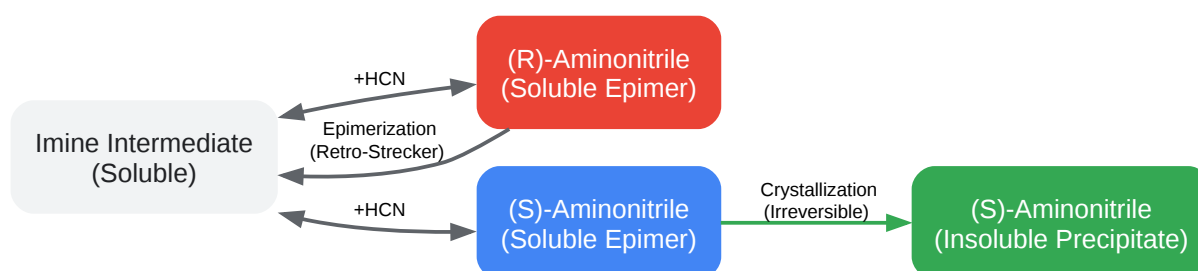 +HCN
(R)-Aminonitrile
(Soluble Epimer)
Imine Intermediate
(Soluble)
Epimerization
(Retro-Strecker)
+HCN
(S)-Aminonitrile
(Soluble Epimer)
Crystallization
(Irreversible)
(S)-Aminonitrile
(Insoluble Precipitate)